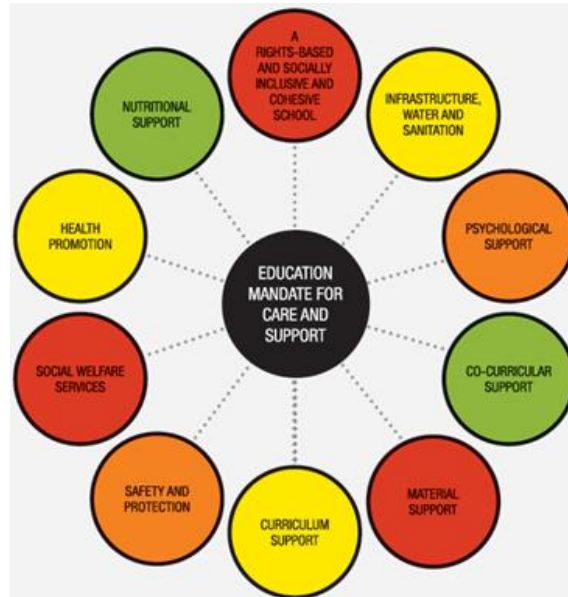 A
RIGHTS-BASED
AND SOCIALLY
INCLUSIVE AND
COHESIVE
SCHOOL
INFRASTRUCTURE,
WATER AND
SANITATION
PSYCHOLOGICAL
SUPPORT
CO-CURRICULAR
SUPPORT
MATERIAL
SUPPORT
CURRICULUM
SUPPORT
SAFETY AND
PROTECTION
SOCIAL WELFARE
SERVICES
HEALTH
PROMOTION
NUTRITIONAL
SUPPORT
EDUCATION
MANDATE FOR
CARE AND
SUPPORT